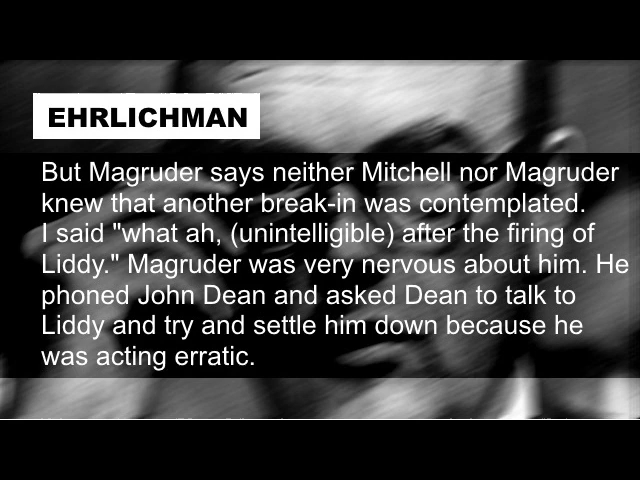 EHRLICHMAN
But Magruder says neither Mitchell nor Magruder
knew that another break-in was contemplated.
I said "what ah, (unintelligible) after the firing of
Liddy." Magruder was very nervous about him. He
phoned John Dean and asked Dean to talk to
Liddy and try and settle him down because he
was acting erratic.